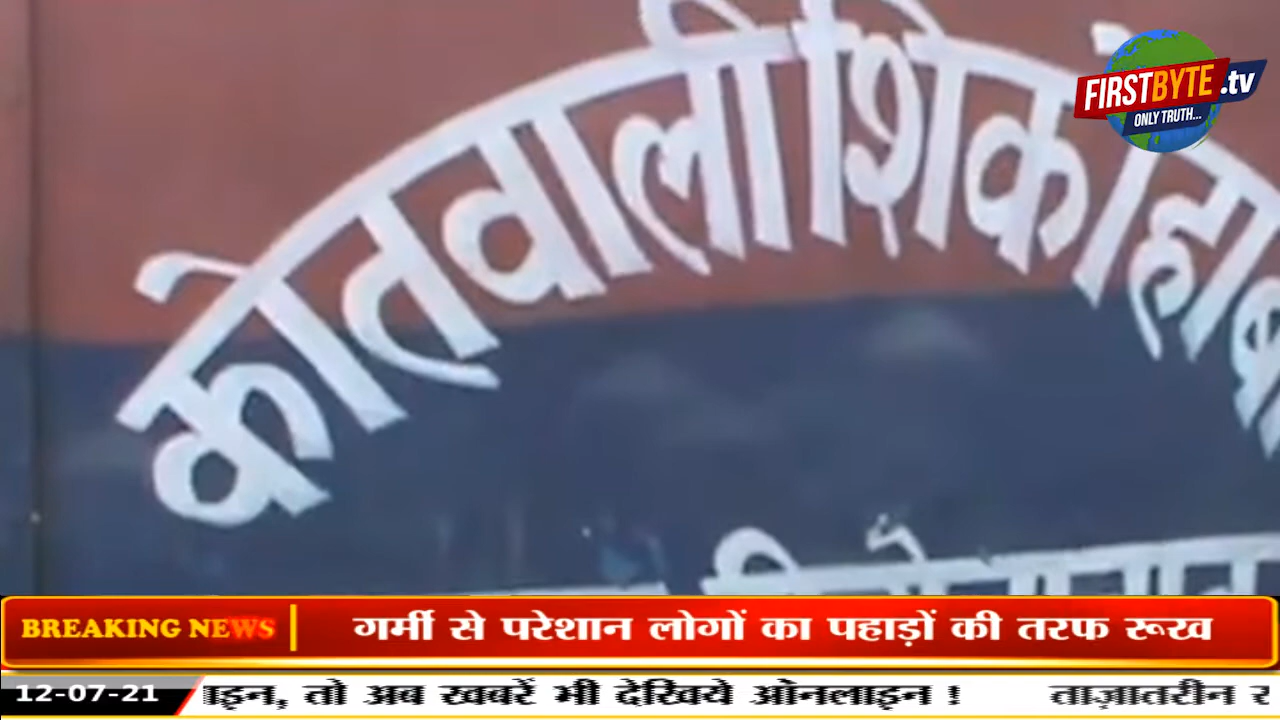 कोतवाली शिकोहाबा
FIRSTBYTE.tv
ONLY TRUTH...
BREAKING NEWS गर्मी से परेशान लोगों का पहाड़ों की तरफ रूख
12-07-21 ाइन, तो अब खबरें भी देखिये ऑनलाइन ! ताज़ातरीन